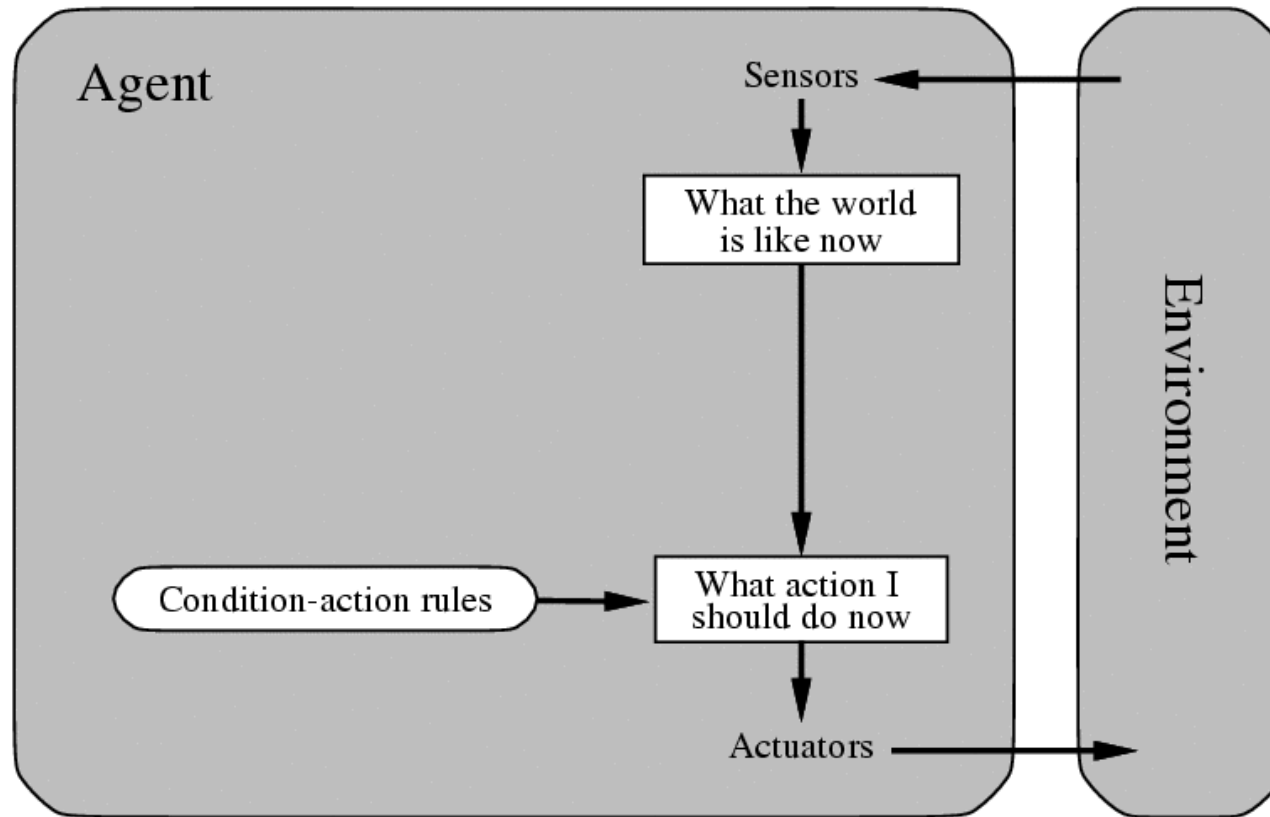 Agent
Sensors
What the world
is like now
Environment
Condition-action rules
What action I
should do now
Actuators